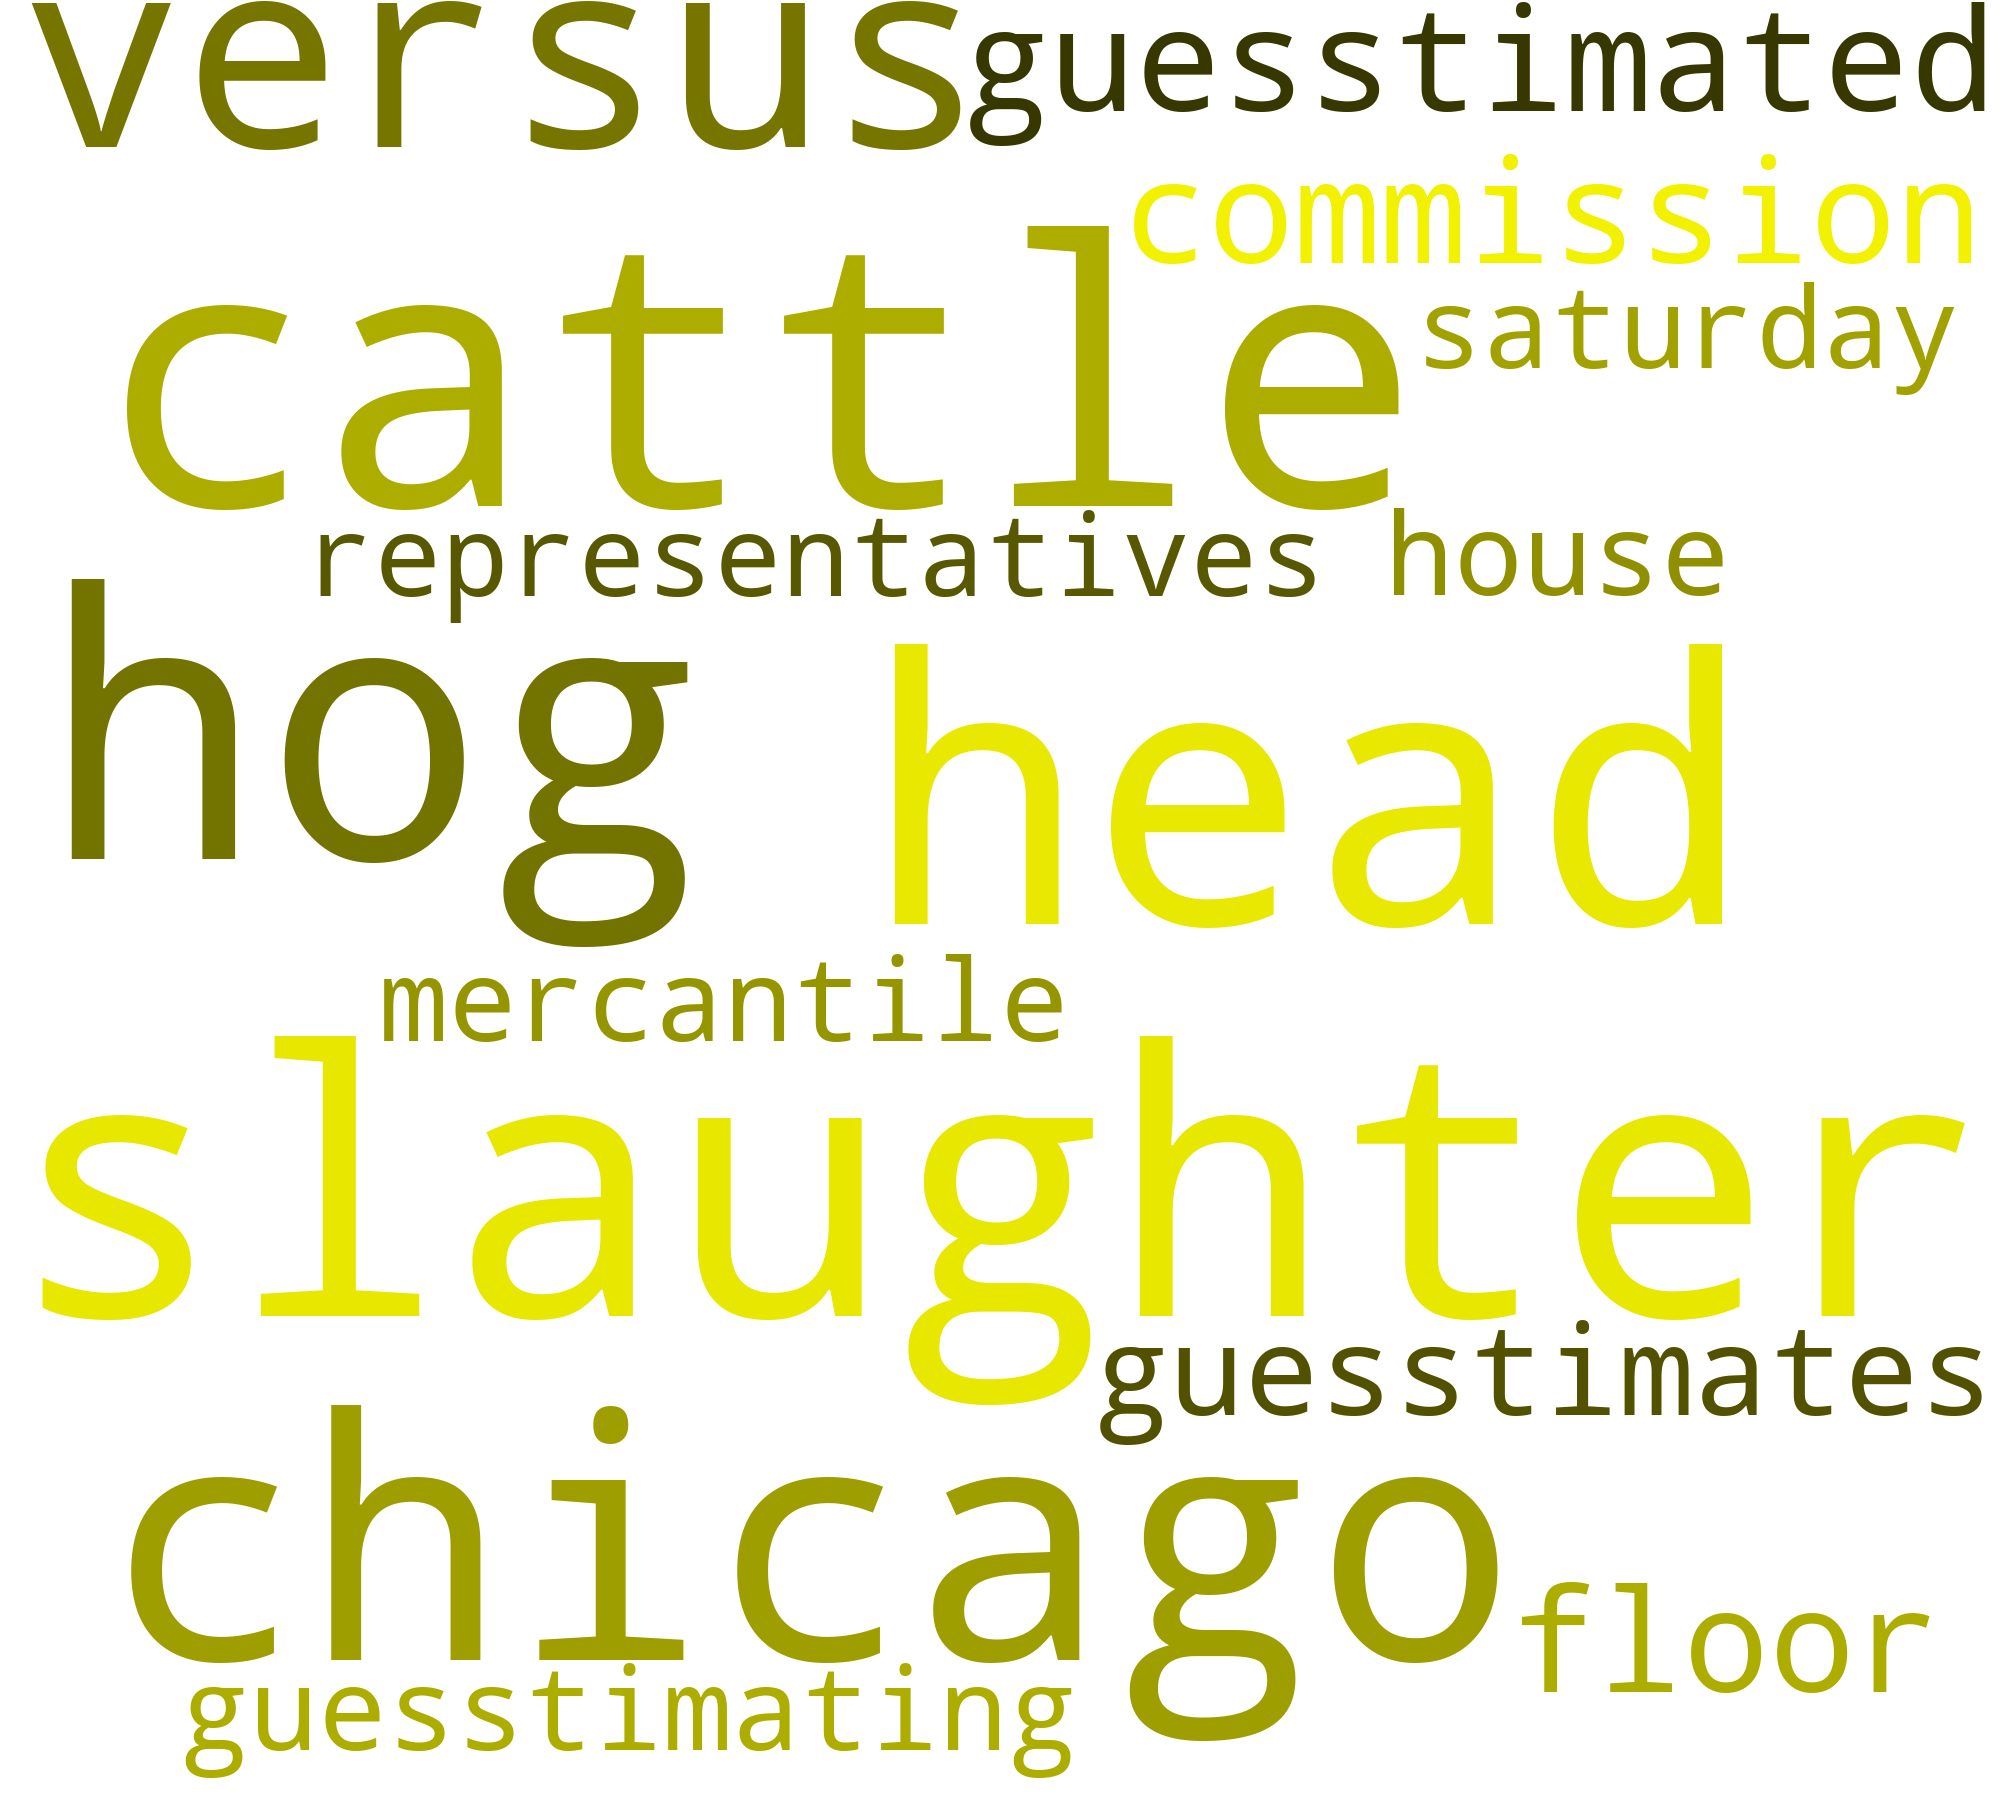 versus guesstimated
commission
cattle saturday
representatives house
hog head
mercantile
slaughter
guesstimates
chicago floor
guesstimating